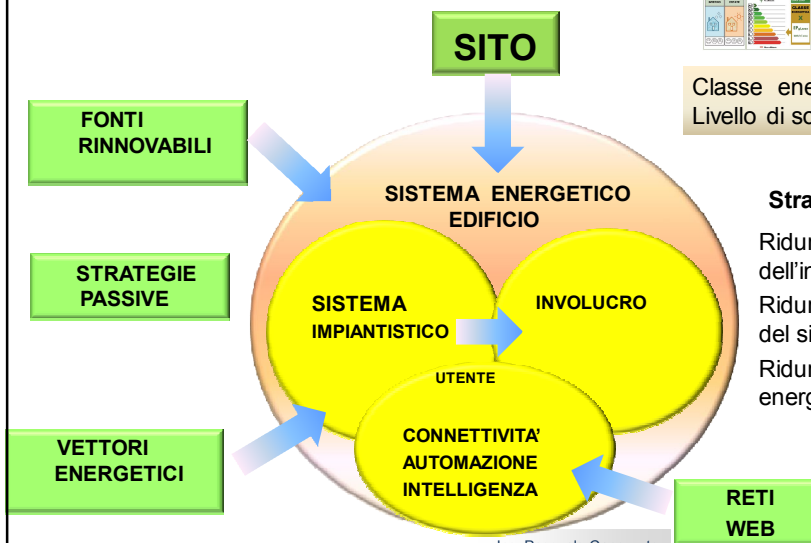 SITO
Classe ene
Livello di so
FONTI
RINNOVABILI
SISTEMA ENERGETICO
EDIFICIO
Stra
Ridur
dell’in
Ridur
del si
Ridur
energ
STRATEGIE
PASSIVE
SISTEMA
IMPIANTISTICO
INVOLUCRO
UTENTE
CONNETTIVITA’
AUTOMAZIONE
INTELLIGENZA
VETTORI
ENERGETICI
RETI
WEB